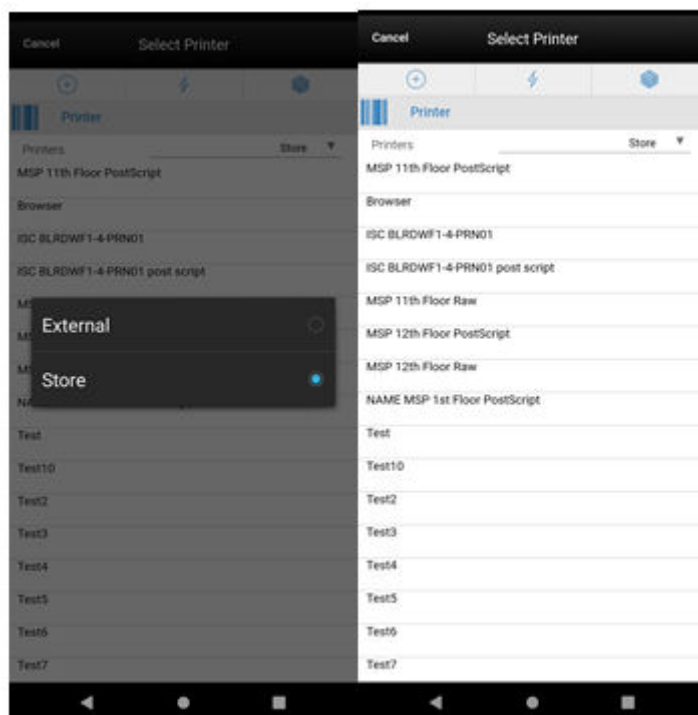 Cancel Select Printer
Printer
Printers Store
MSP 11th Floor PostScript
Browser
ISC BLRDWF1-4-PRN01
ISC BLRDWF1-4-PRN01 post script
External
Store
Test
Test10
Test2
Test3
Test4
Test5
Test6
Test7
Cancel Select Printer
Printer
Printers Store
MSP 11th Floor PostScript
Browser
ISC BLRDWF1-4-PRN01
ISC BLRDWF1-4-PRN01 post script
MSP 11th Floor Raw
MSP 12th Floor PostScript
MSP 12th Floor Raw
NAME MSP 1st Floor PostScript
Test
Test10
Test2
Test3
Test4
Test5
Test6
Test7